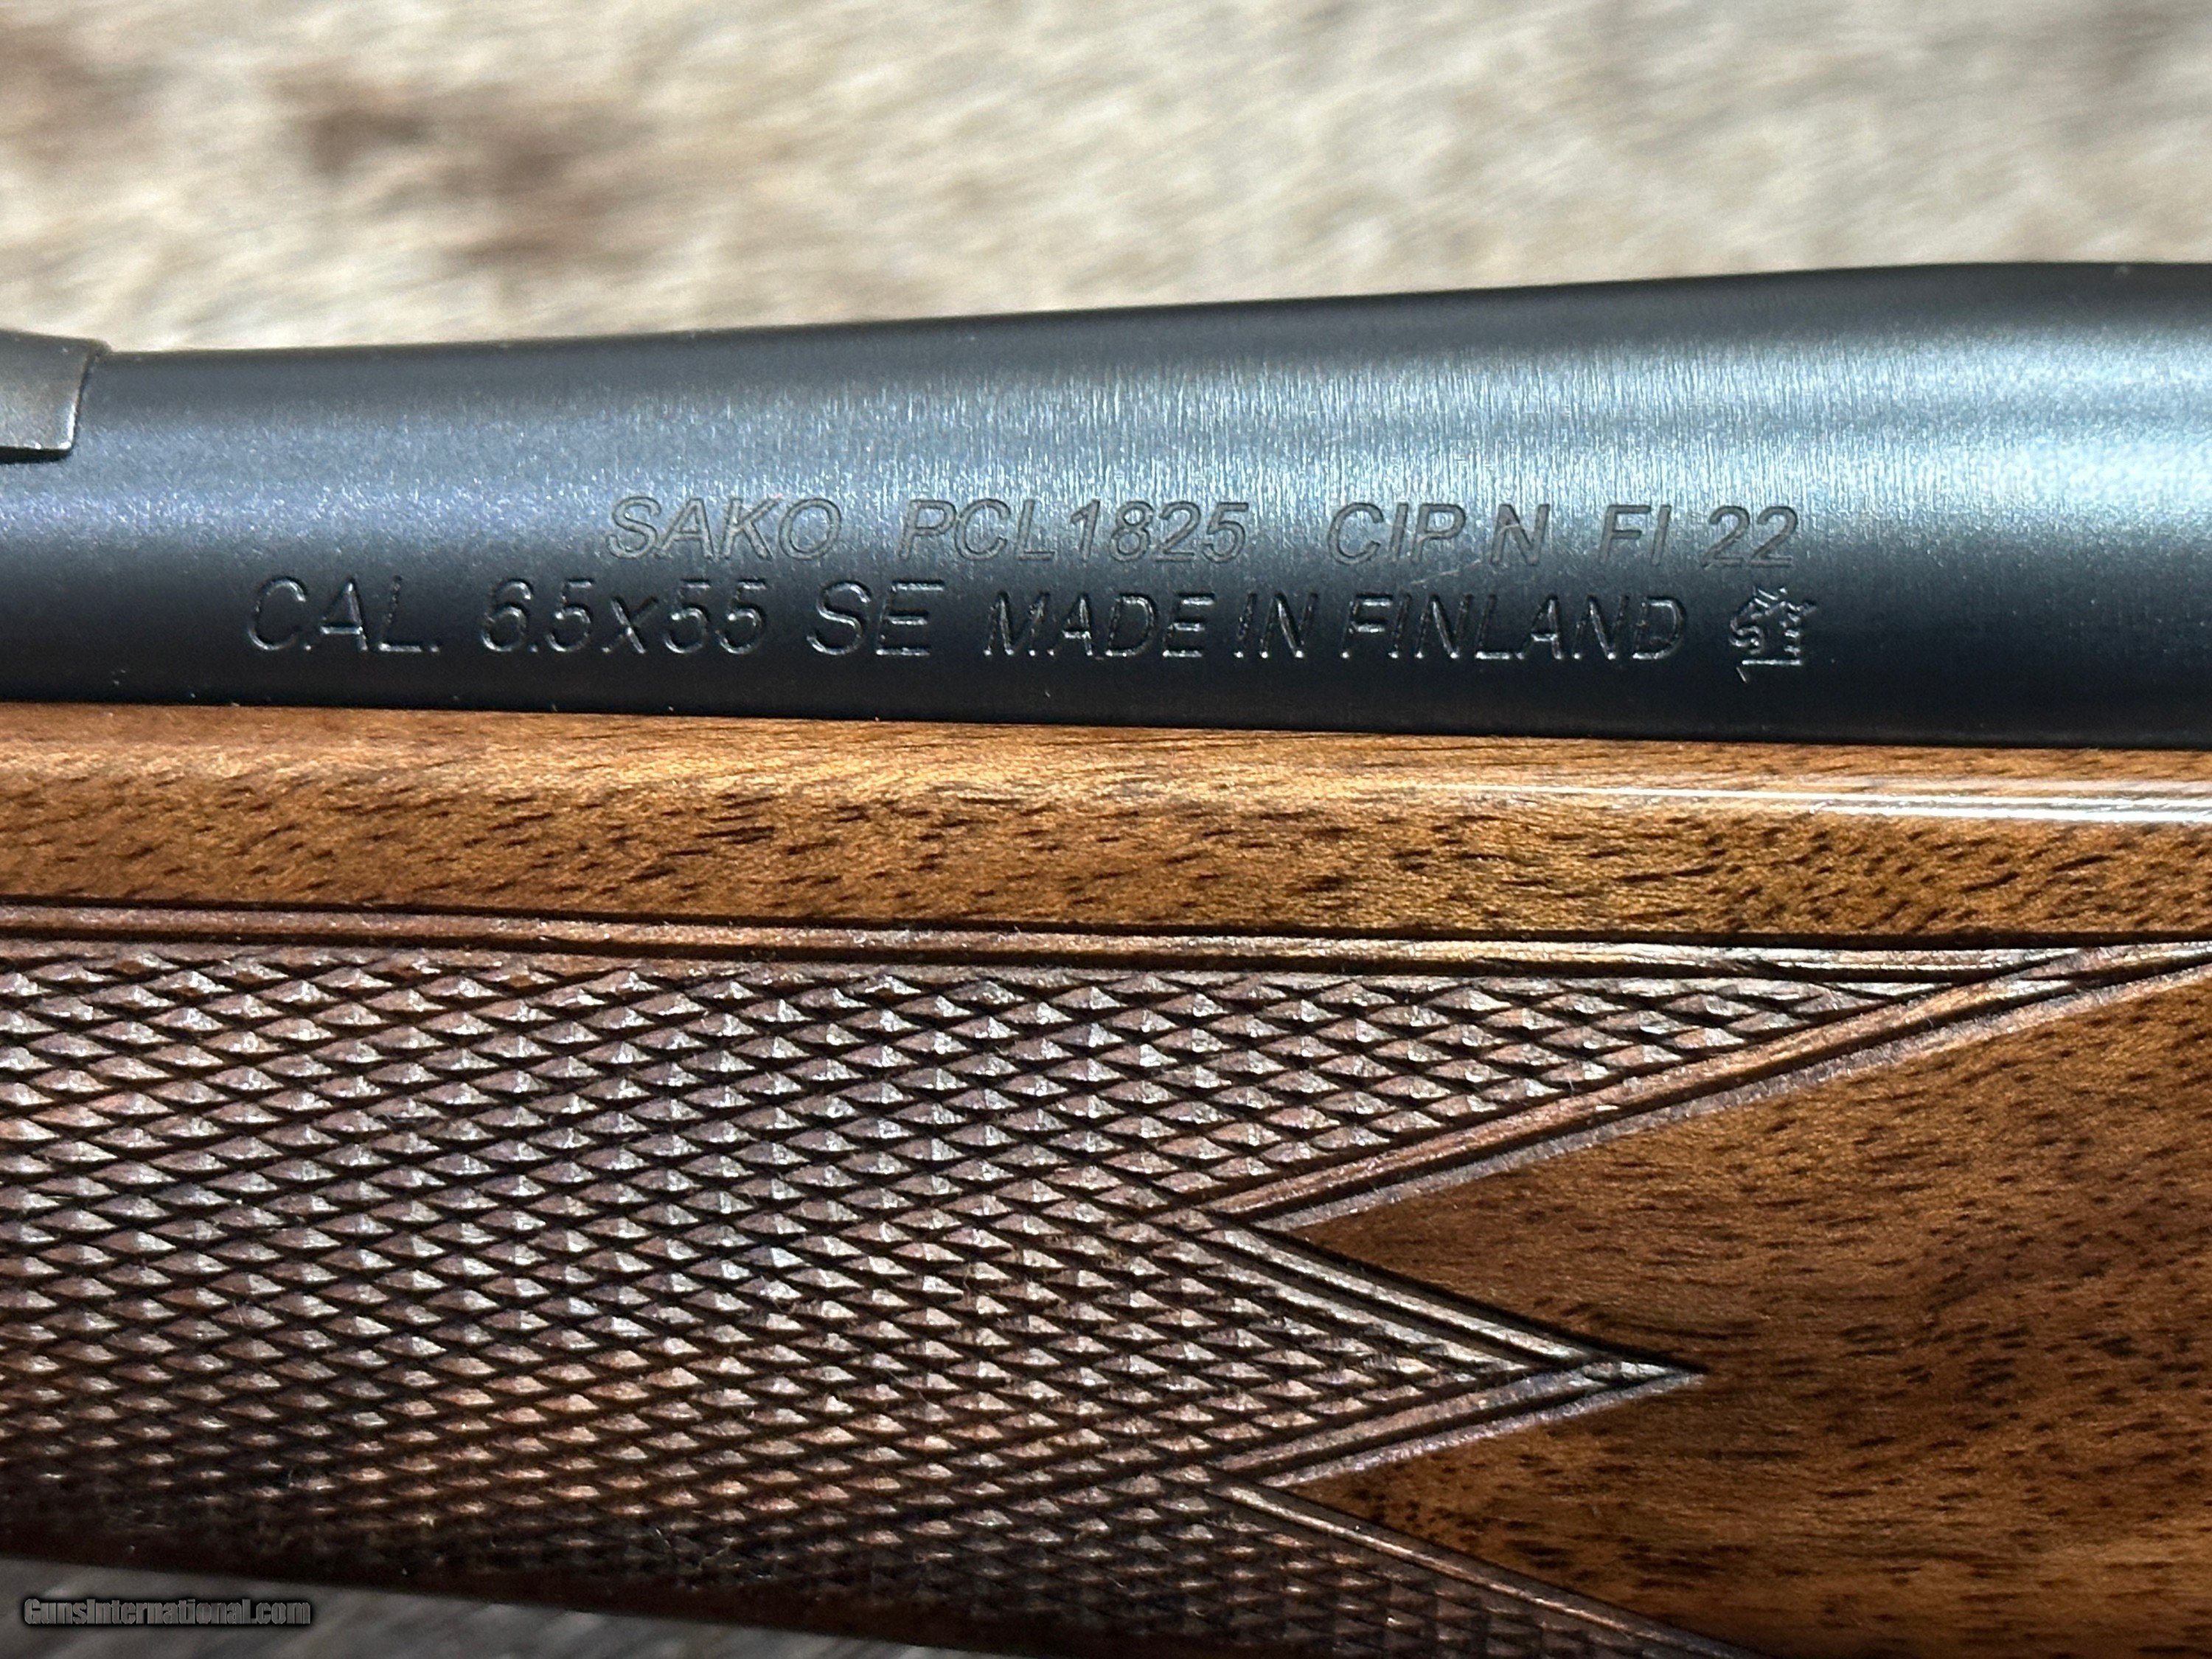 SAKO PCL1825 CIP N FI 22
CAL. 6.5x55 SE MADE IN FINLAND
GunsInternational.com